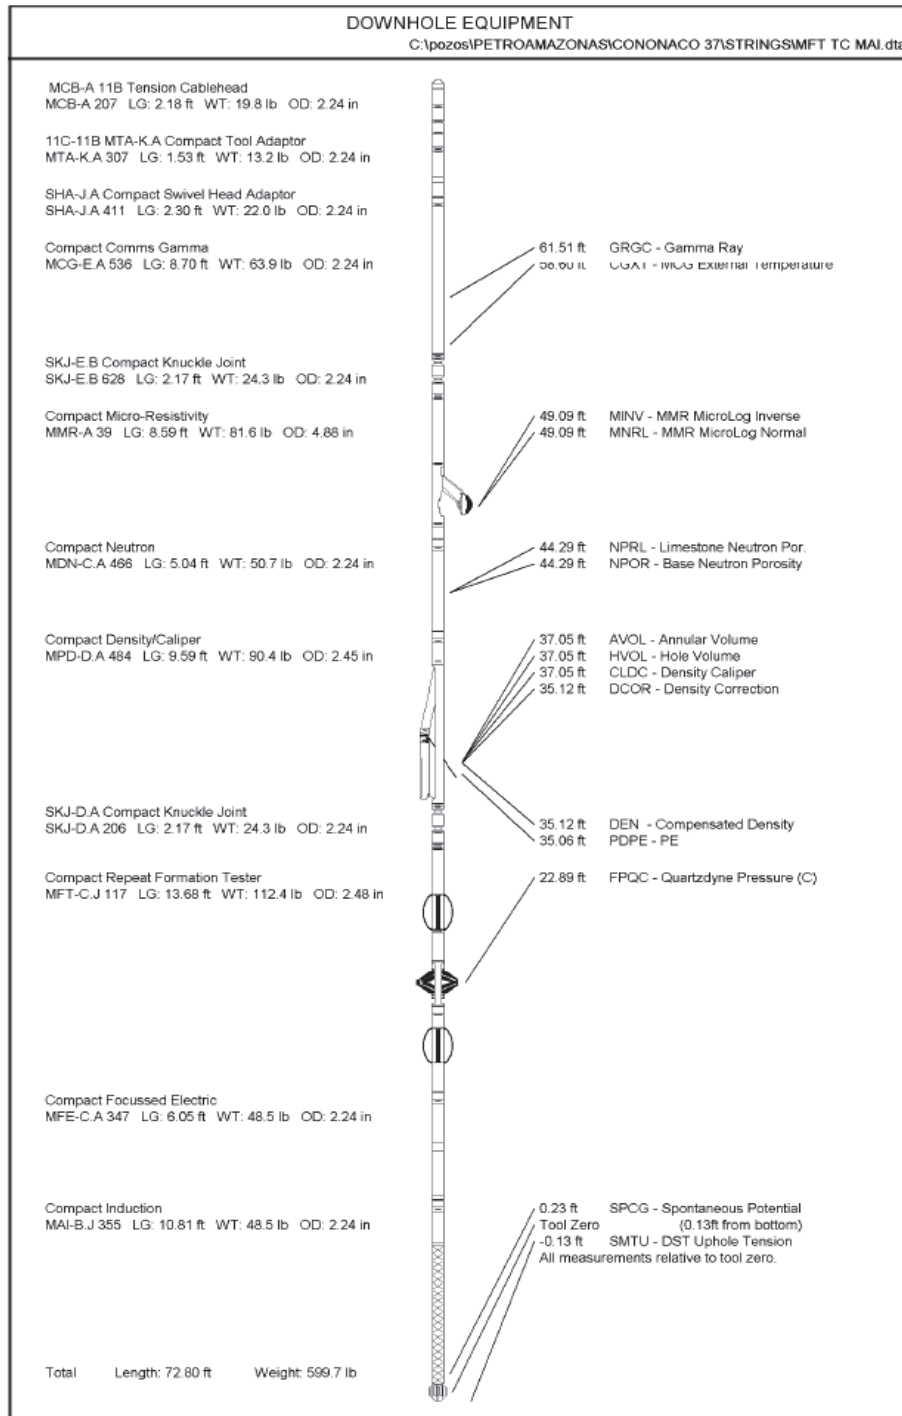 DOWNHOLE EQUIPMENT
C:\pozos\PETROAMAZONAS\CONONACO 37\STRINGS\MFT TC MAI.dta
MCB-A 11B Tension Cablehead
MCB-A 207 LG: 2.18 ft WT: 19.8 lb OD: 2.24 in
11C-11B MTA-K.A Compact Tool Adaptor
MTA-K.A 307 LG: 1.53 ft WT: 13.2 lb OD: 2.24 in
SHA-J.A Compact Swivel Head Adaptor
SHA-J.A 411 LG: 2.30 ft WT: 22.0 lb OD: 2.24 in
Compact Comms Gamma
MCG-E.A 536 LG: 8.70 ft WT: 63.9 lb OD: 2.24 in
61.51 ft GRGC - Gamma Ray
58.60 ft CGXT - MCG External Temperature
SKJ-E.B Compact Knuckle Joint
SKJ-E.B 628 LG: 2.17 ft WT: 24.3 lb OD: 2.24 in
Compact Micro-Resistivity
MMR-A 39 LG: 8.59 ft WT: 81.6 lb OD: 4.88 in
49.09 ft MINV - MMR MicroLog Inverse
49.09 ft MNRL - MMR MicroLog Normal
Compact Neutron
MDN-C.A 466 LG: 5.04 ft WT: 50.7 lb OD: 2.24 in
44.29 ft NPRL - Limestone Neutron Por.
44.29 ft NPOR - Base Neutron Porosity
Compact Density/Caliper
MPD-D.A 484 LG: 9.59 ft WT: 90.4 lb OD: 2.45 in
37.05 ft AVOL - Annular Volume
37.05 ft HVOL - Hole Volume
37.05 ft CLDC - Density Caliper
35.12 ft DCOR - Density Correction
SKJ-D.A Compact Knuckle Joint
SKJ-D.A 206 LG: 2.17 ft WT: 24.3 lb OD: 2.24 in
35.12 ft DEN - Compensated Density
35.06 ft PDPE - PE
Compact Repeat Formation Tester
MFT-C.J 117 LG: 13.68 ft WT: 112.4 lb OD: 2.48 in
22.89 ft FPQC - Quartzdyne Pressure (C)
Compact Focussed Electric
MFE-C.A 347 LG: 6.05 ft WT: 48.5 lb OD: 2.24 in
Compact Induction
MAI-B.J 355 LG: 10.81 ft WT: 48.5 lb OD: 2.24 in
0.23 ft SPCG - Spontaneous Potential
Tool Zero (0.13ft from bottom)
-0.13 ft SMTU - DST Uphole Tension
All measurements relative to tool zero.
Total Length: 72.80 ft Weight: 599.7 lb